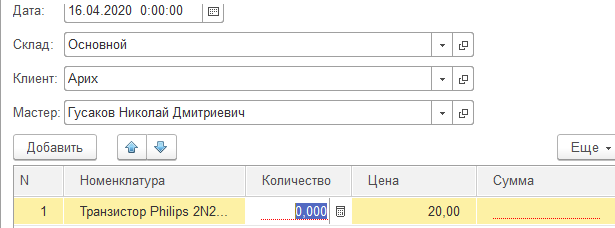 Дата: 16.04.2020 0:00:00
Склад: Основной
Клиент: Арих
Мастер: Гусаков Николай Дмитриевич
Добавить Еще
N Номенклатура Количество Цена Сумма
1 Транзистор Philips 2N2... 0,000 20,00